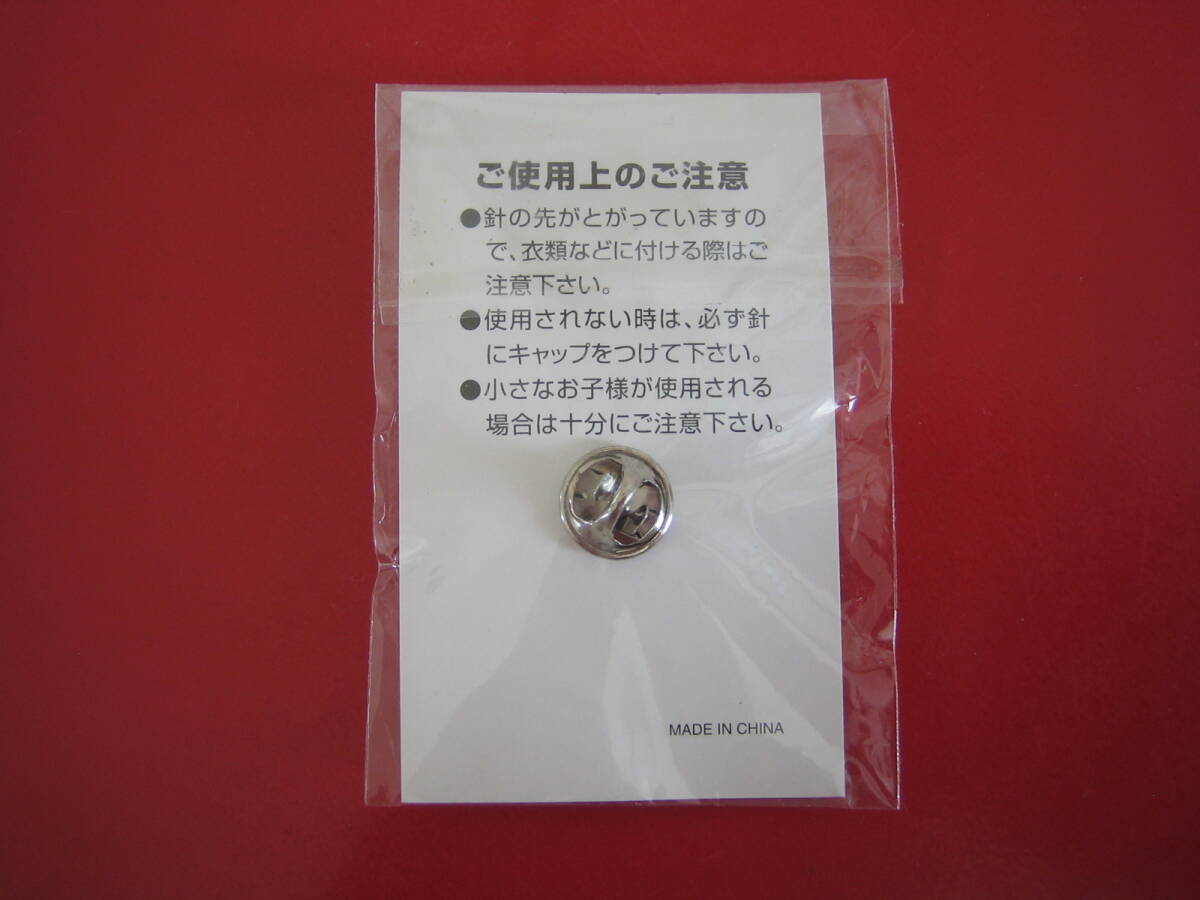 ご使用上のご注意
●針の先がとがっていますの
で、衣類などに付ける際はご
注意下さい。
●使用されない時は、必ず針
にキャップをつけて下さい。
●小さなお子様が使用される
場合は十分にご注意下さい。
MADE IN CHINA